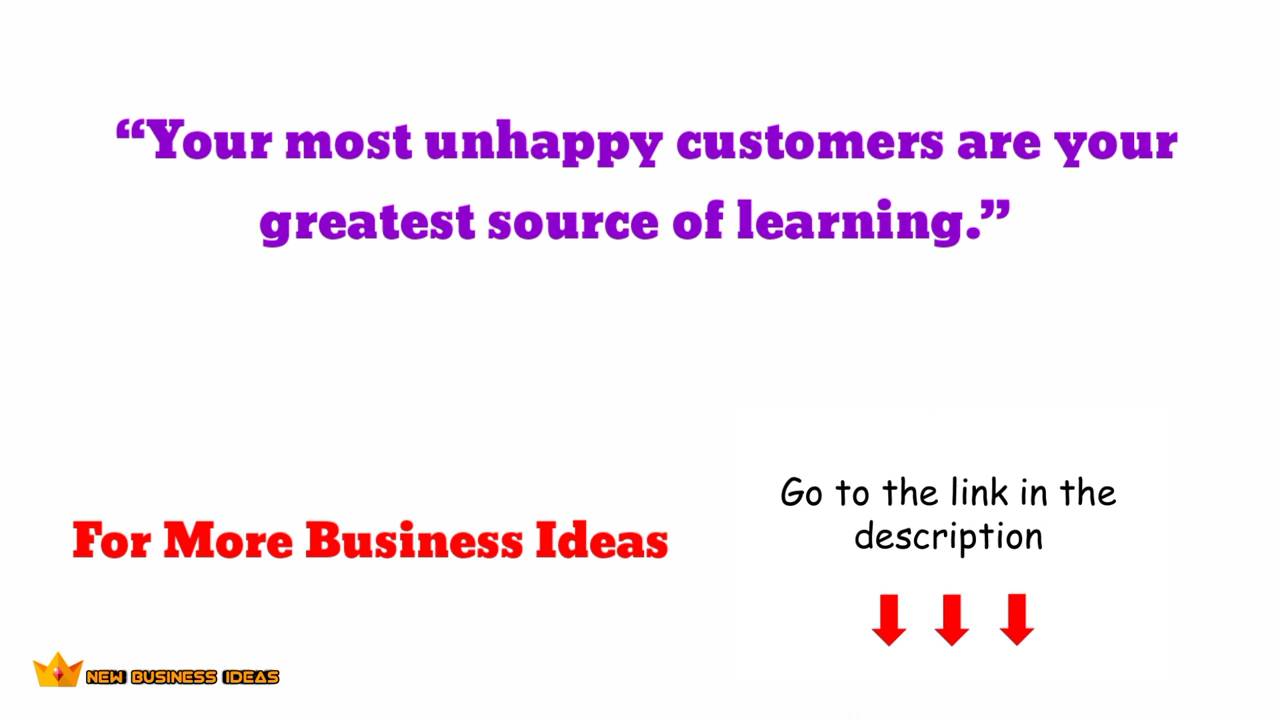 “Your most unhappy customers are your
greatest source of learning.”
Go to the link in the
description
For More Business Ideas
NEW BUSINESS IDEAS